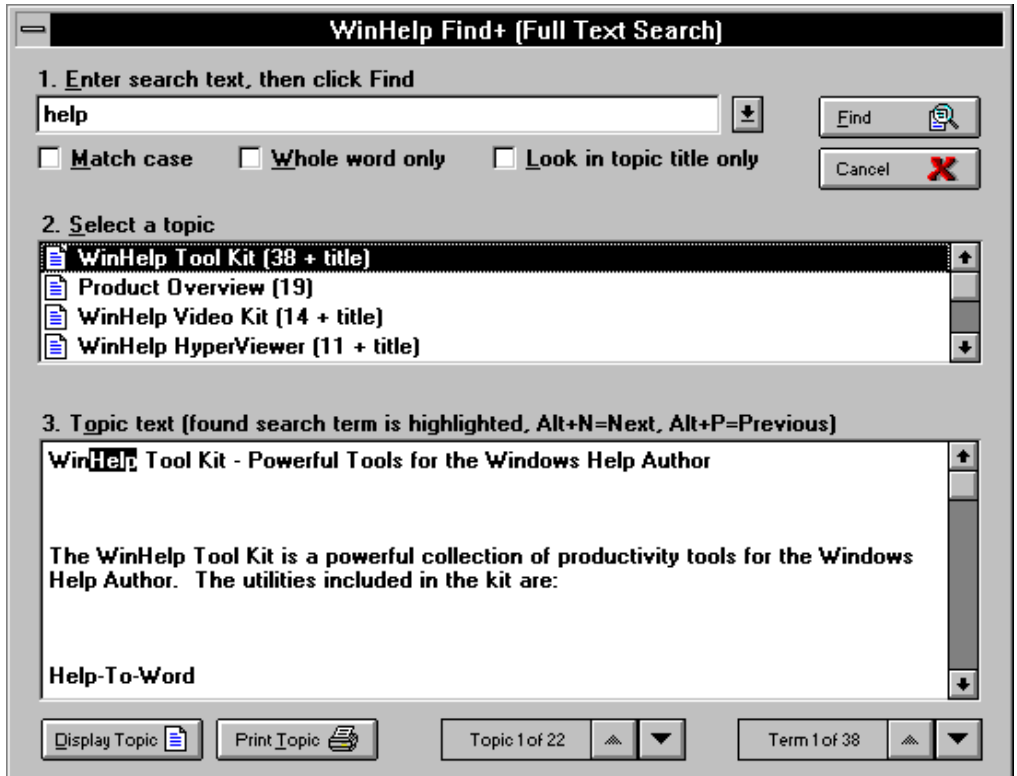 WinHelp Find+ (Full Text Search)
1. Enter search text, then click Find
help
Find
Match case
Whole word only
Look in topic title only
Cancel
2. Select a topic
WinHelp Tool Kit (38 + title)
Product Overview (19)
WinHelp Video Kit (14 + title)
WinHelp HyperViewer (11 + title)
3. Topic text (found search term is highlighted, Alt+N=Next, Alt+P=Previous)
WinHelp Tool Kit - Powerful Tools for the Windows Help Author
The WinHelp Tool Kit is a powerful collection of productivity tools for the Windows
Help Author.  The utilities included in the kit are:
Help-To-Word
Display Topic
Print Topic
Topic 1 of 22
Term 1 of 38